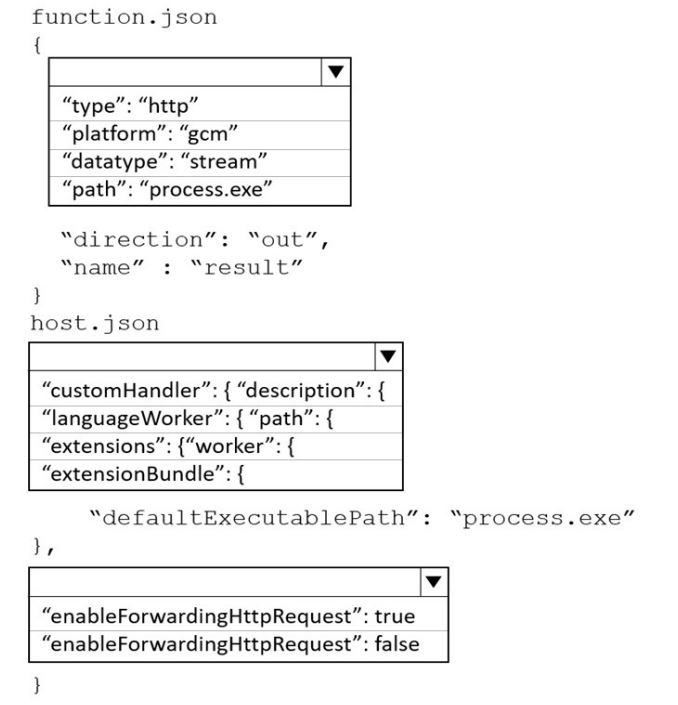 function.json
{
▼
“type”: “http”
“platform”: “gcm”
“datatype”: “stream”
“path”: “process.exe”
“direction”: “out”,
“name” : “result”
}
host.json
▼
“customHandler”: { “description”: {
“languageWorker”: { “path”: {
“extensions”: {“worker”: {
“extensionBundle”: {
“defaultExecutablePath”: “process.exe”
},
▼
“enableForwardingHttpRequest”: true
“enableForwardingHttpRequest”: false
}